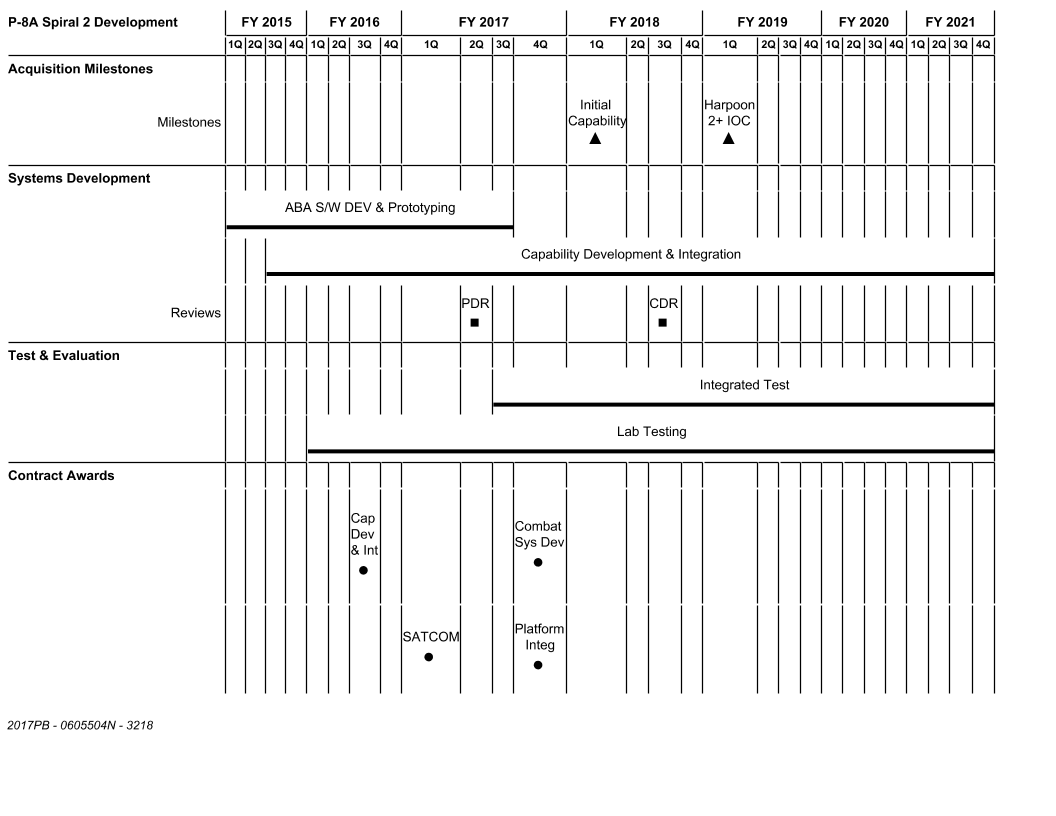 P-8A Spiral 2 Development
FY 2015 FY 2016 FY 2017 FY 2018 FY 2019 FY 2020 FY 2021
1Q 2Q 3Q 4Q 1Q 2Q 3Q 4Q 1Q 2Q 3Q 4Q 1Q 2Q 3Q 4Q 1Q 2Q 3Q 4Q 1Q 2Q 3Q 4Q 1Q 2Q 3Q 4Q
Acquisition Milestones
Milestones
Initial
Capability
Harpoon
2+ IOC
Systems Development
ABA S/W DEV & Prototyping
Capability Development & Integration
Reviews
PDR
CDR
Test & Evaluation
Integrated Test
Lab Testing
Contract Awards
Cap
Dev
& Int
Combat
Sys Dev
SATCOM
Platform
Integ
2017PB - 0605504N - 3218